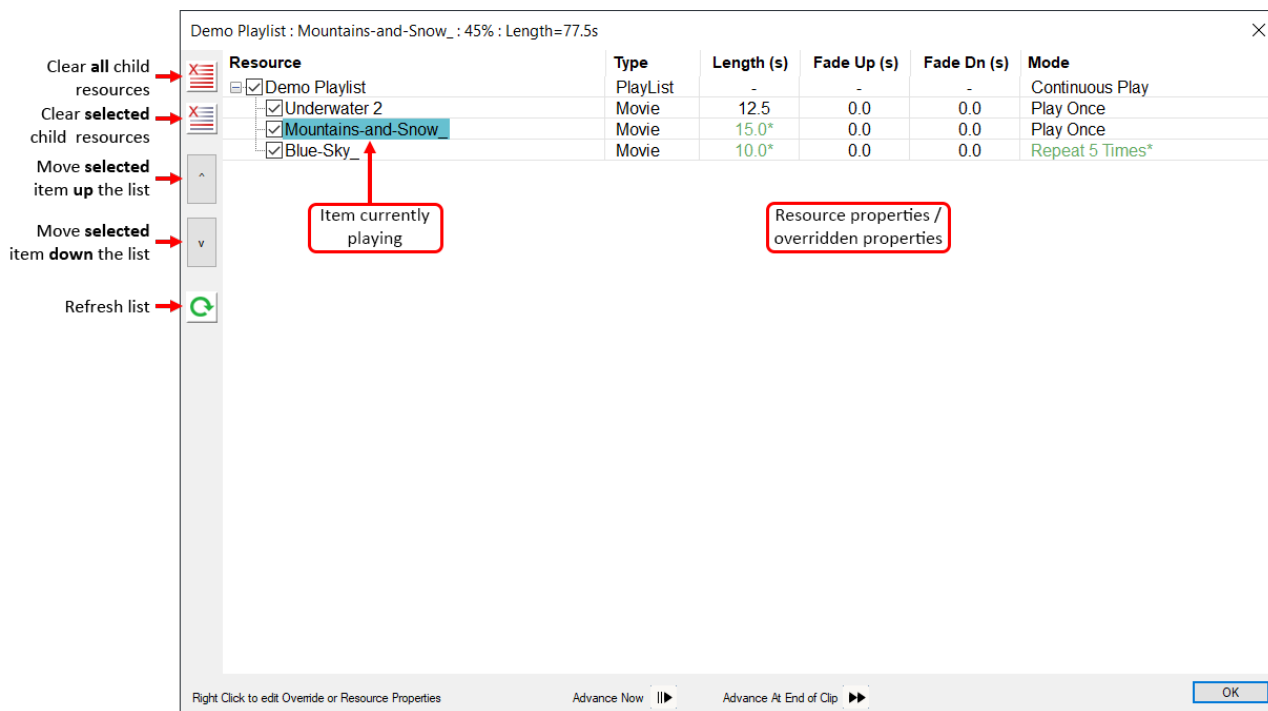 Demo Playlist : Mountains-and-Snow_ : 45% : Length=77.5s
Clear all child
resources
Clear selected
child resources
Move selected
item up the list
Move selected
item down the list
Refresh list
Resource Type Length (s) Fade Up (s) Fade Dn (s) Mode
Demo Playlist PlayList - - - Continuous Play
Underwater 2 Movie 12.5 0.0 0.0 Play Once
Mountains-and-Snow_ Movie 15.0* 0.0 0.0 Play Once
Blue-Sky_ Movie 10.0* 0.0 0.0 Repeat 5 Times*
^
v
Item currently
playing
Resource properties /
overridden properties
Right Click to edit Override or Resource Properties Advance Now Advance At End of Clip OK